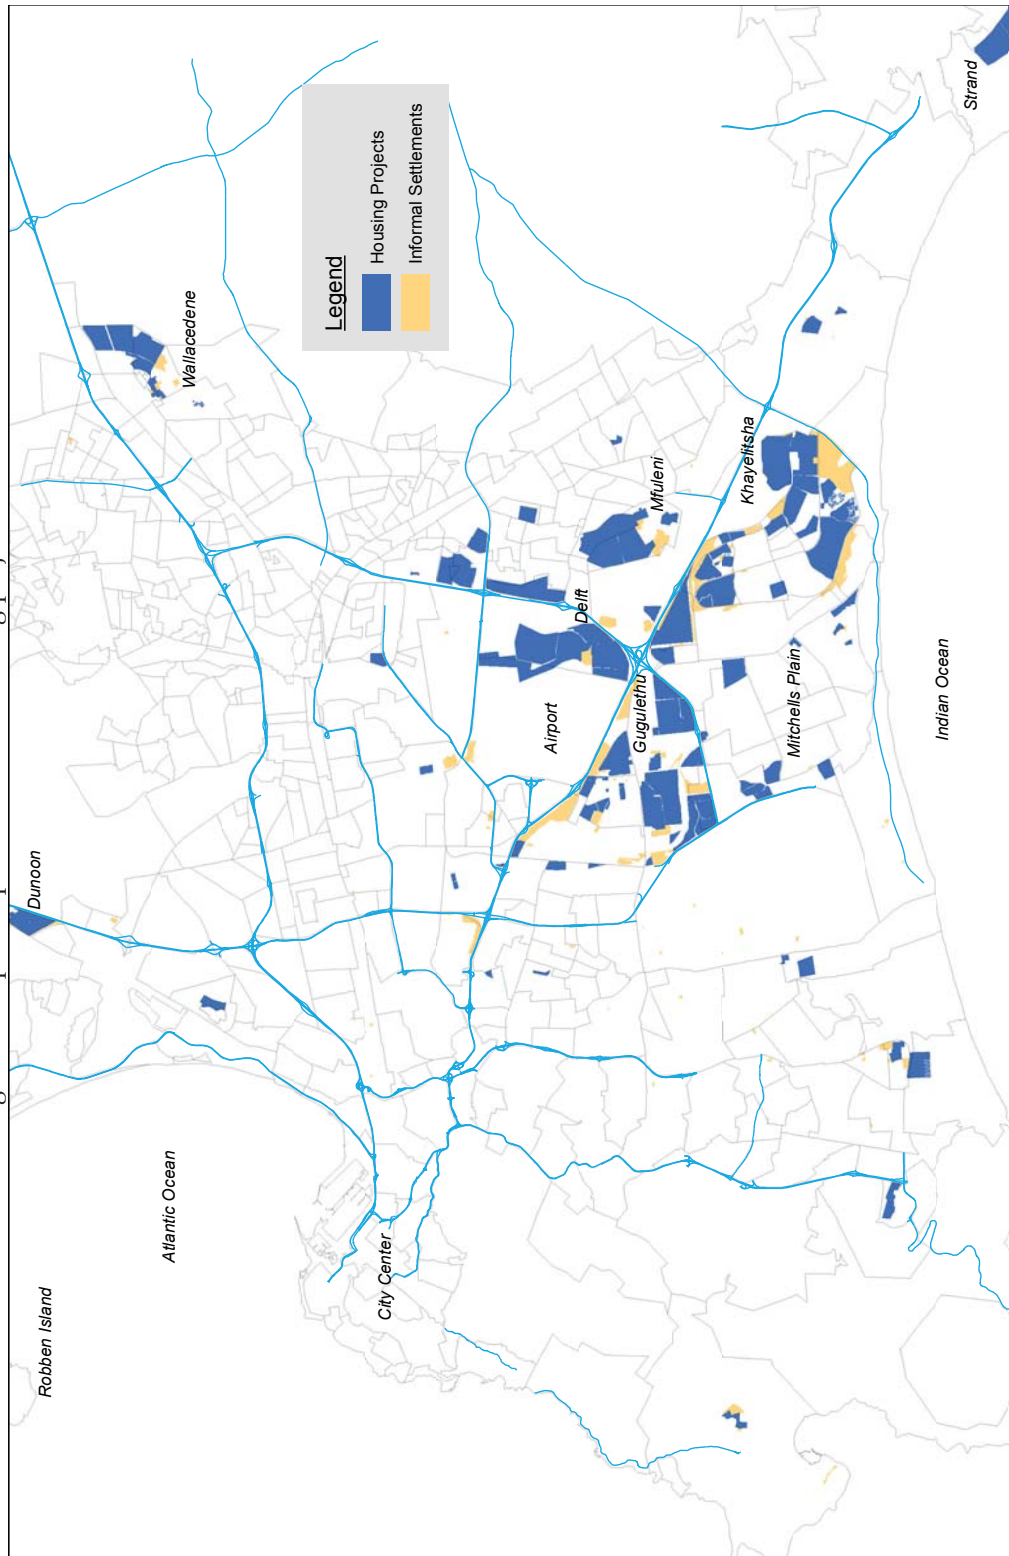 Robben Island
Dunoon
Atlantic Ocean
Wallacedene
Legend
Housing Projects
Informal Settlements
City Center
Airport
Delft
Gugulethu
Mfuleni
Khayelitsha
Mitchells Plain
Indian Ocean
Strand